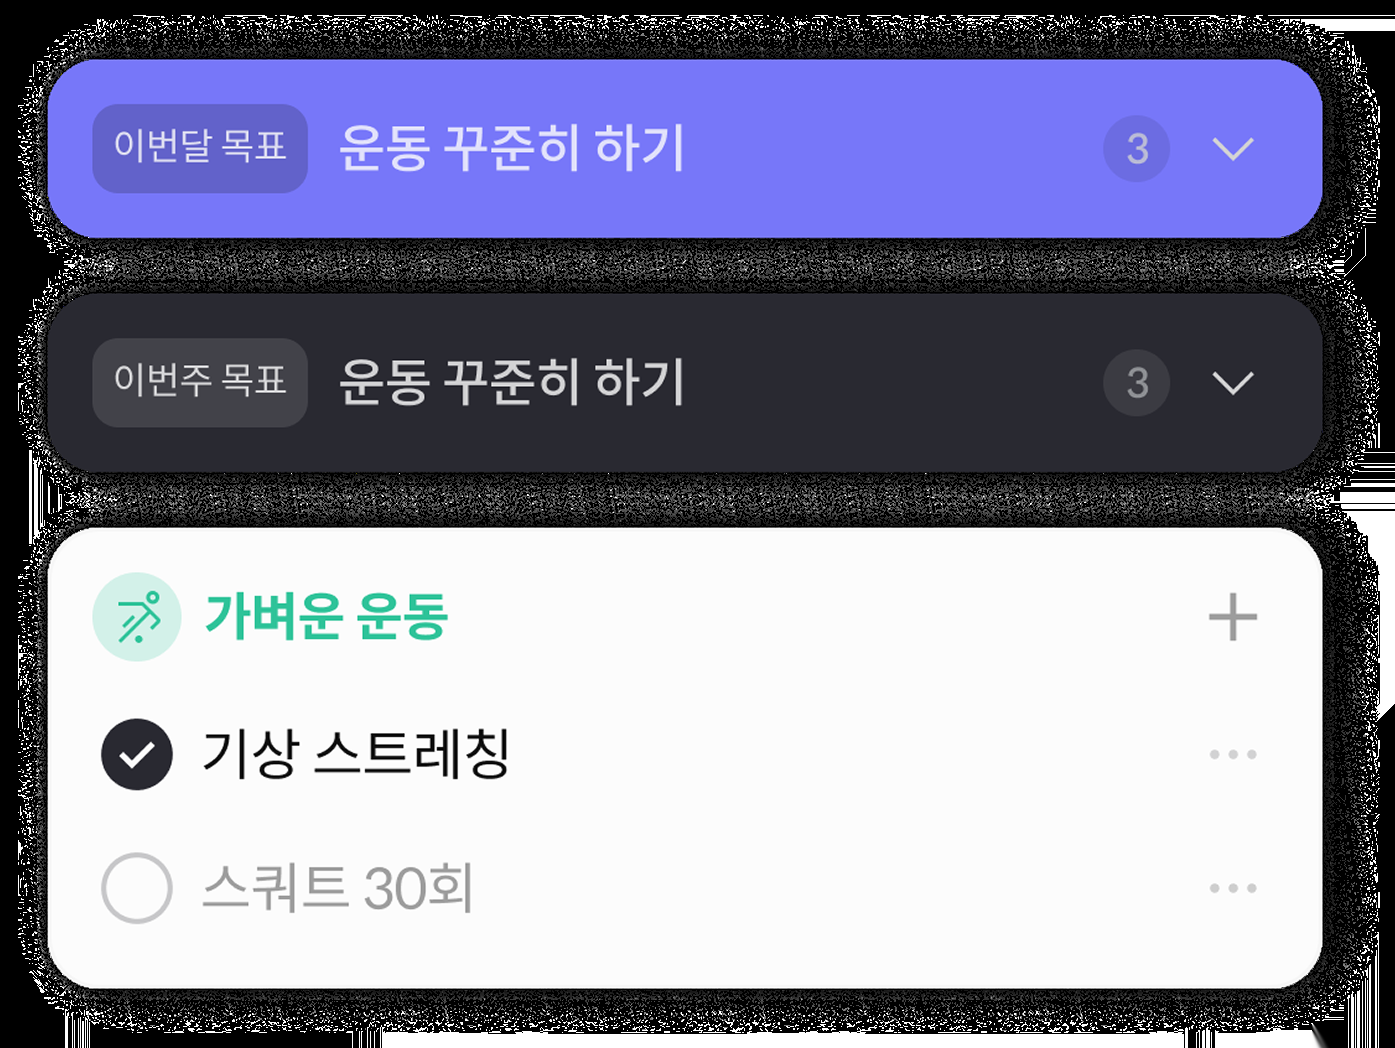 이번달 목표 운동 꾸준히 하기 3
이번주 목표 운동 꾸준히 하기 3
가벼운 운동
기상 스트레칭
스쿼트 30회